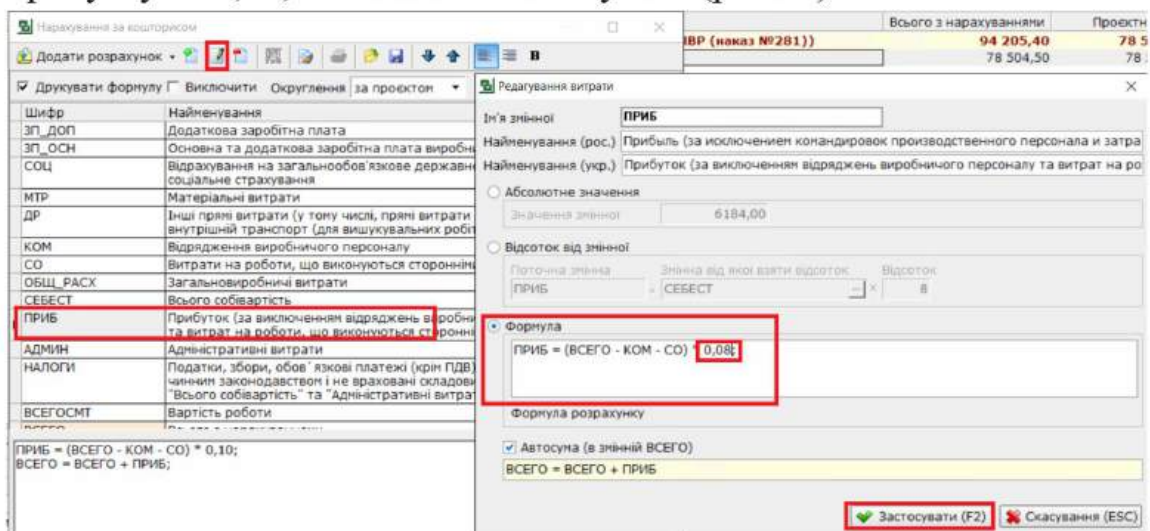 Нарахування за кошторисом
Всього з нарахуваннями
Проєктн
ІВР (наказ №281))
94 205,40
78 5
78 504,50
78
Додати розрахунок
В
Друкувати формулу
Виключити
Округлення
за проєктом
Шифр
Найменування
ЗП_ДОП
Додаткова заробітна плата
ЗП_ОСН
Основна та додаткова заробітна плата виробни
СОЦ
Відрахування на загальнообов'язкове державне
соціальне страхування
МТР
Матеріальні витрати
ДР
Інші прямі витрати (у тому числі, прямі витрати
внутрішній транспорт (для вишукувальних робіт
КОМ
Відрядження виробничого персоналу
СО
Витрати на роботи, що виконуються сторонніми
ОБЩ_РАСХ
Загальновиробничі витрати
СЕБЕСТ
Всього собівартість
ПРИБ
Прибуток (за виключенням відряджень виробни
та витрат на роботи, що виконуються сторонні
АДМИН
Адміністративні витрати
НАЛОГИ
Податки, збори, обов`язкові платежі (крім ПДВ)
чинним законодавством і не враховані складови
"Всього собівартість" та "Адміністративні витрат
ВСЕГОСМТ
Вартість роботи
ПРИБ = (ВСЕГО - КОМ - СО) * 0,10;
ВСЕГО = ВСЕГО + ПРИБ;
Редагування витрати
Ім'я змінної
ПРИБ
Найменування (рос.)
Прибыль (за исключением командировок производственного персонала и затра
Найменування (укр.)
Прибуток (за виключенням відряджень виробничого персоналу та витрат на ро
Абсолютне значення
Значення змінної
6184,00
Відсоток від змінної
Поточна змінна
Змінна від якої взяти відсоток
Відсоток
ПРИБ
=
СЕБЕСТ
...
×
8
Формула
ПРИБ = (ВСЕГО - КОМ - СО) * 0,08;
Формула розрахунку
Автосума (в змінній ВСЕГО)
ВСЕГО = ВСЕГО + ПРИБ
Застосувати (F2)
Скасування (ESC)